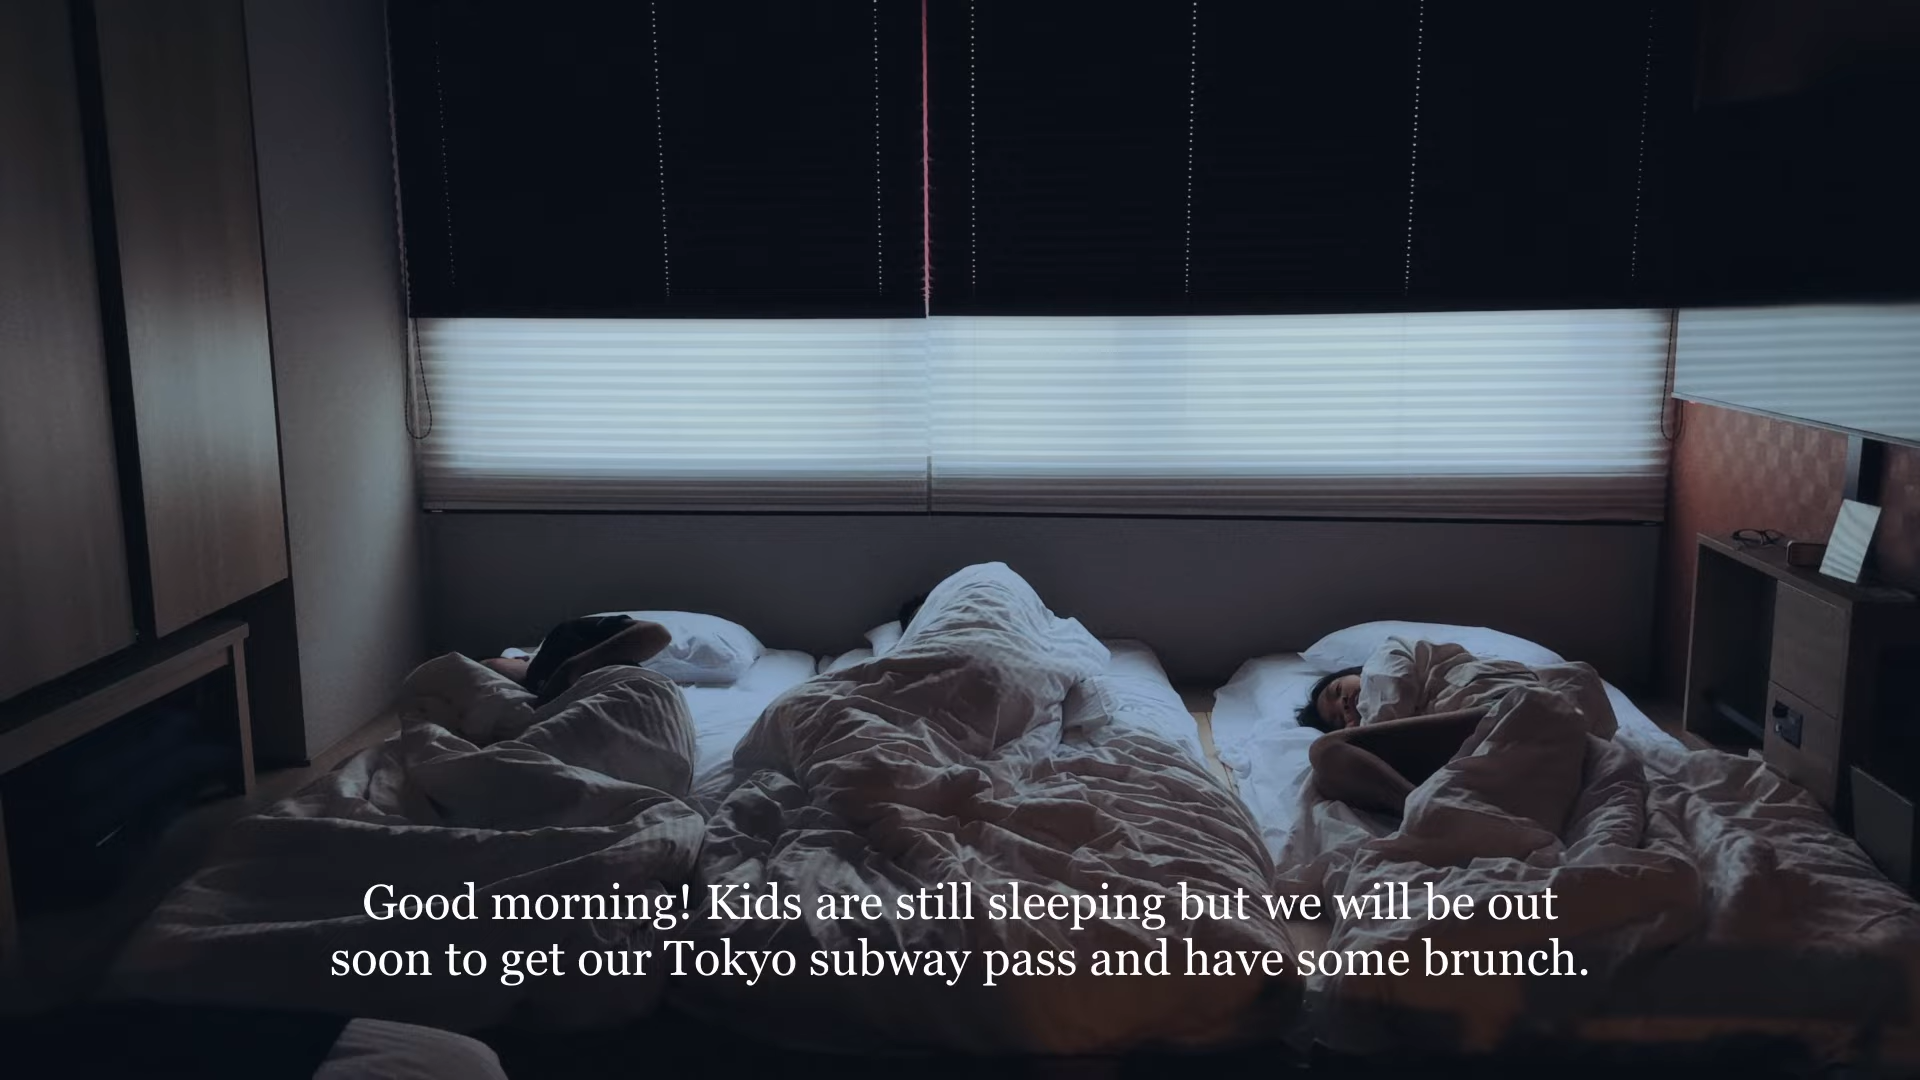 Good morning! Kids are still sleeping but we will be out
soon to get our Tokyo subway pass and have some brunch.